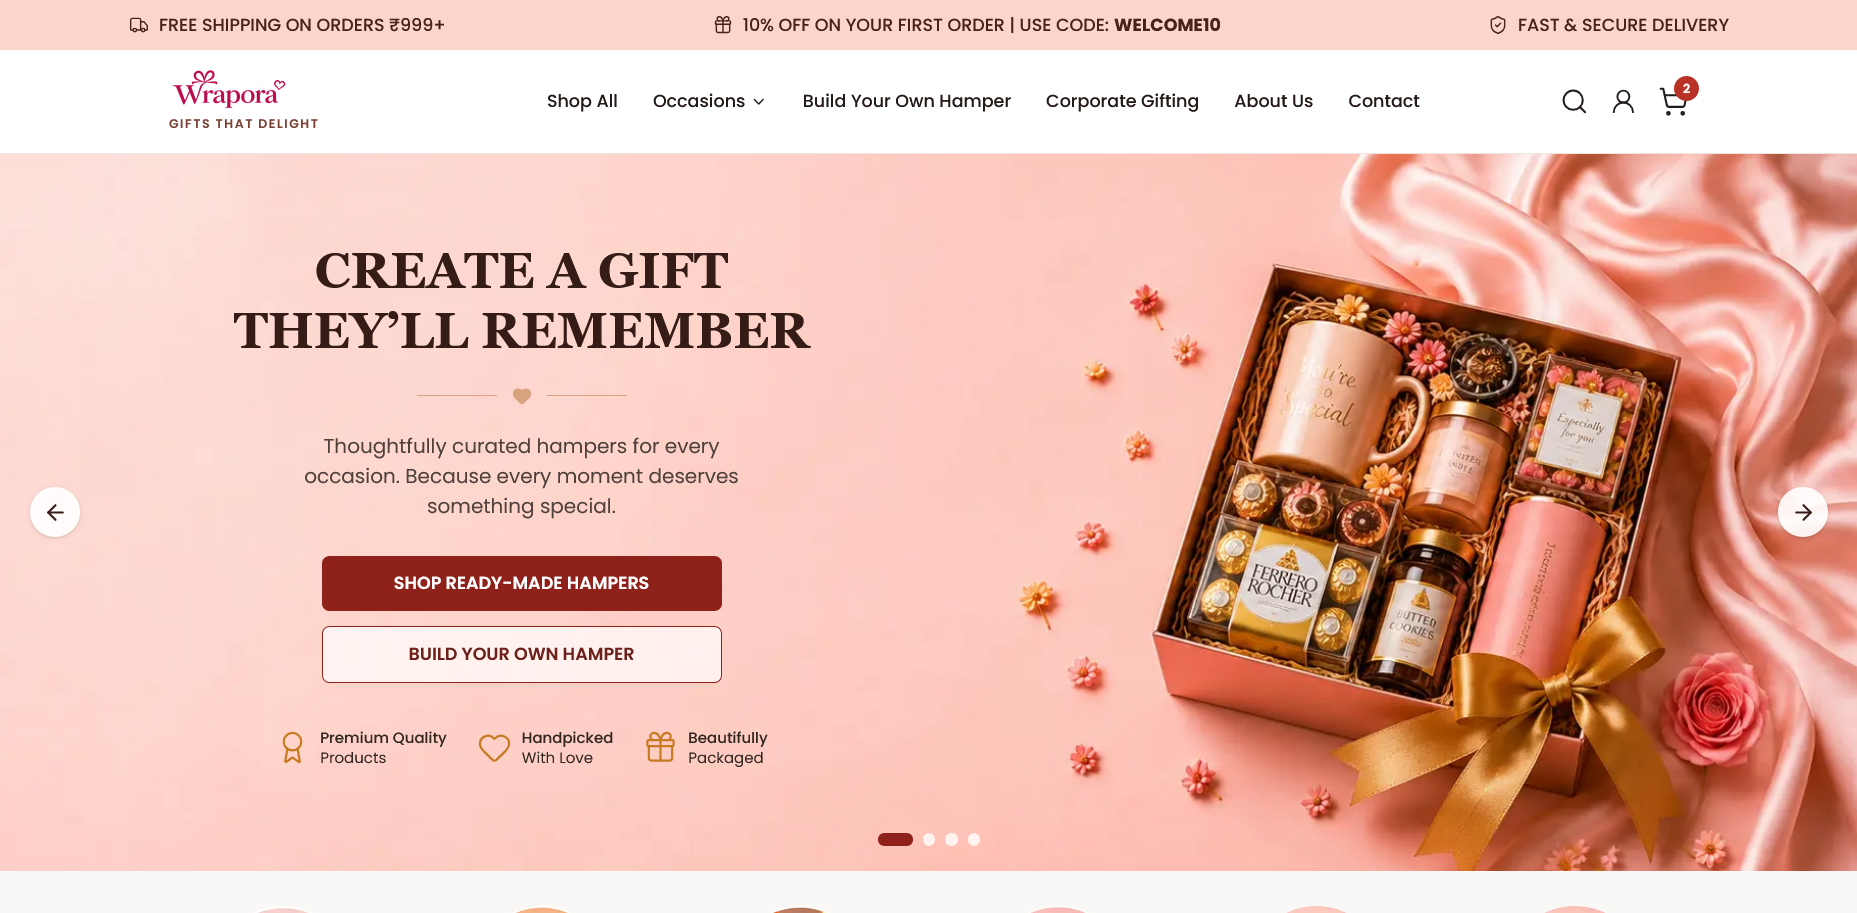 FREE SHIPPING ON ORDERS ₹999+
10% OFF ON YOUR FIRST ORDER | USE CODE: WELCOME10
FAST & SECURE DELIVERY
Wrapora
GIFTS THAT DELIGHT
Shop All
Occasions
Build Your Own Hamper
Corporate Gifting
About Us
Contact
2
CREATE A GIFT
THEY’LL REMEMBER
Thoughtfully curated hampers for every
occasion. Because every moment deserves
something special.
SHOP READY-MADE HAMPERS
BUILD YOUR OWN HAMPER
Premium Quality
Products
Handpicked
With Love
Beautifully
Packaged
You're
so
Special
Especially
for you
FERRERO
ROCHER
BUTTED
COOKIES